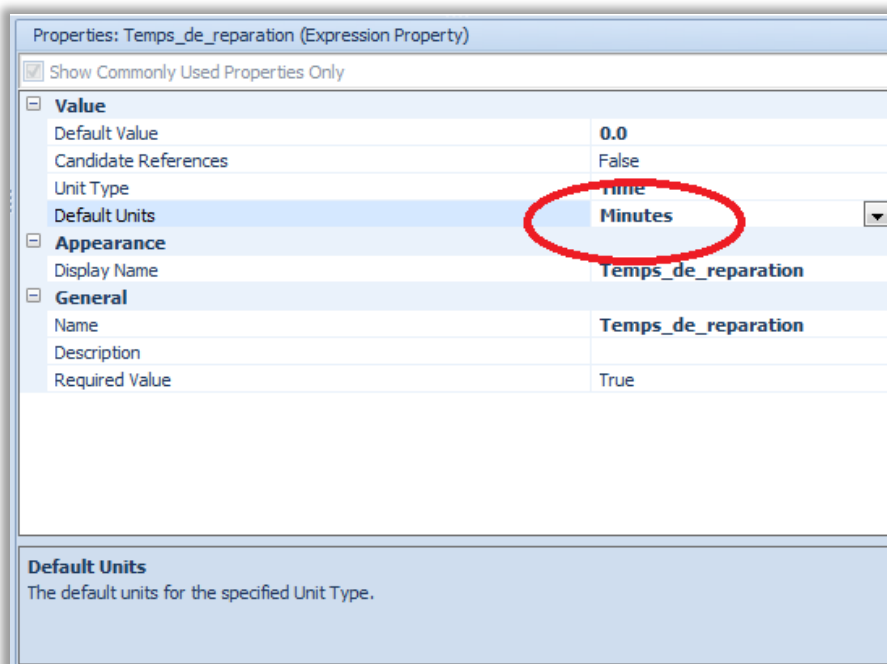 Properties: Temps_de_reparation (Expression Property)
Show Commonly Used Properties Only
Value
Default Value 0.0
Candidate References False
Unit Type Time
Default Units Minutes
Appearance
Display Name Temps_de_reparation
General
Name Temps_de_reparation
Description
Required Value True
Default Units
The default units for the specified Unit Type.